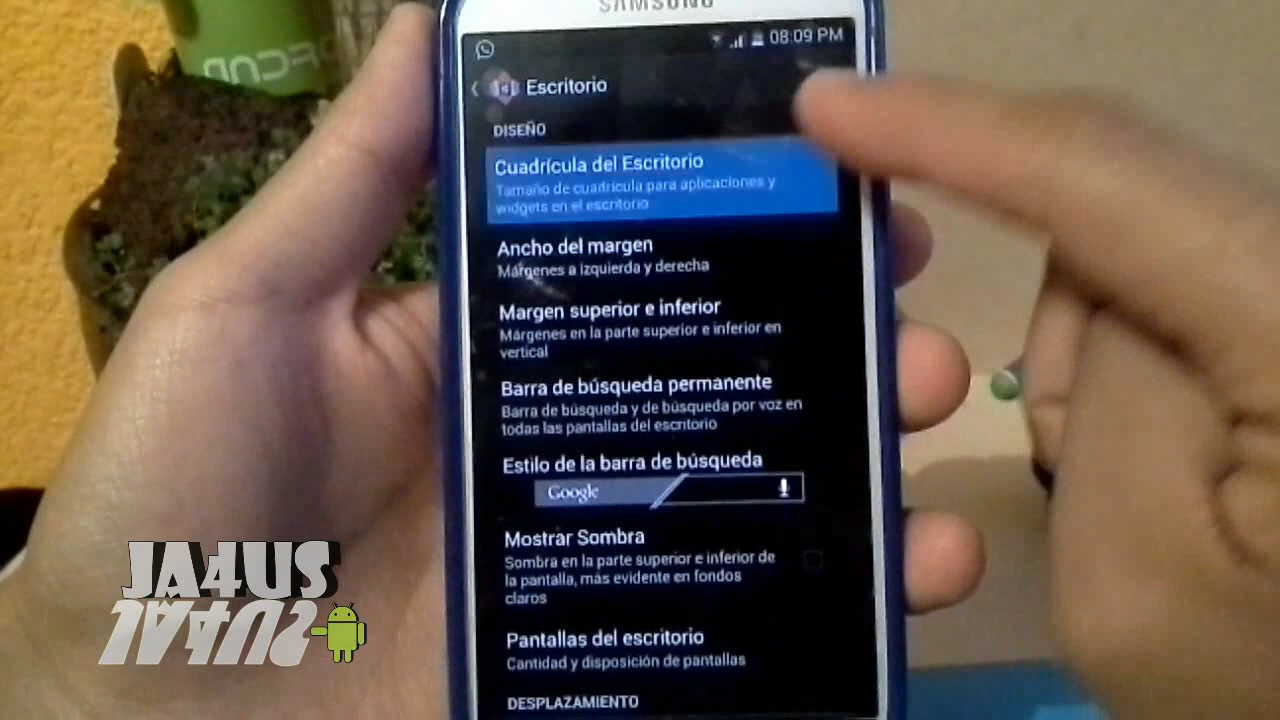 SAMSUNG
08:09 PM
Escritorio
DISEÑO
Cuadrícula del Escritorio
Tamaño de cuadrícula para aplicaciones y
widgets en el escritorio
Ancho del margen
Márgenes a izquierda y derecha
Margen superior e inferior
Márgenes en la parte superior e inferior en
vertical
Barra de búsqueda permanente
Barra de búsqueda y de búsqueda por voz en
todas las pantallas del escritorio
Estilo de la barra de búsqueda
Google
Mostrar Sombra
Sombra en la parte superior e inferior de
la pantalla, más evidente en fondos
claros
Pantallas del escritorio
Cantidad y disposición de pantallas
DESPLAZAMIENTO
JA4US